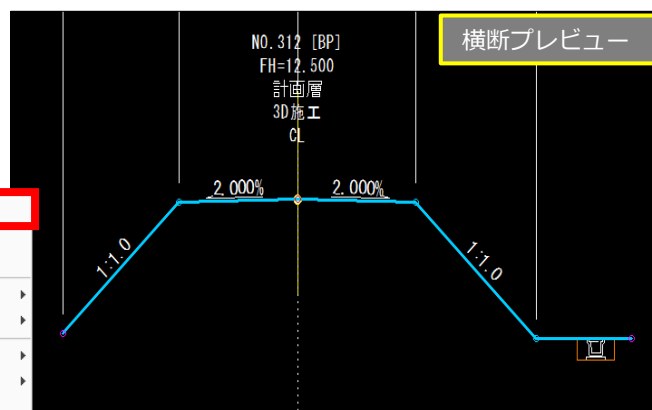 横断プレビュー
NO.312 [BP]
FH=12.500
計画層
3D施工
CL
2.000% 2.000%
1:1.0 1:1.0